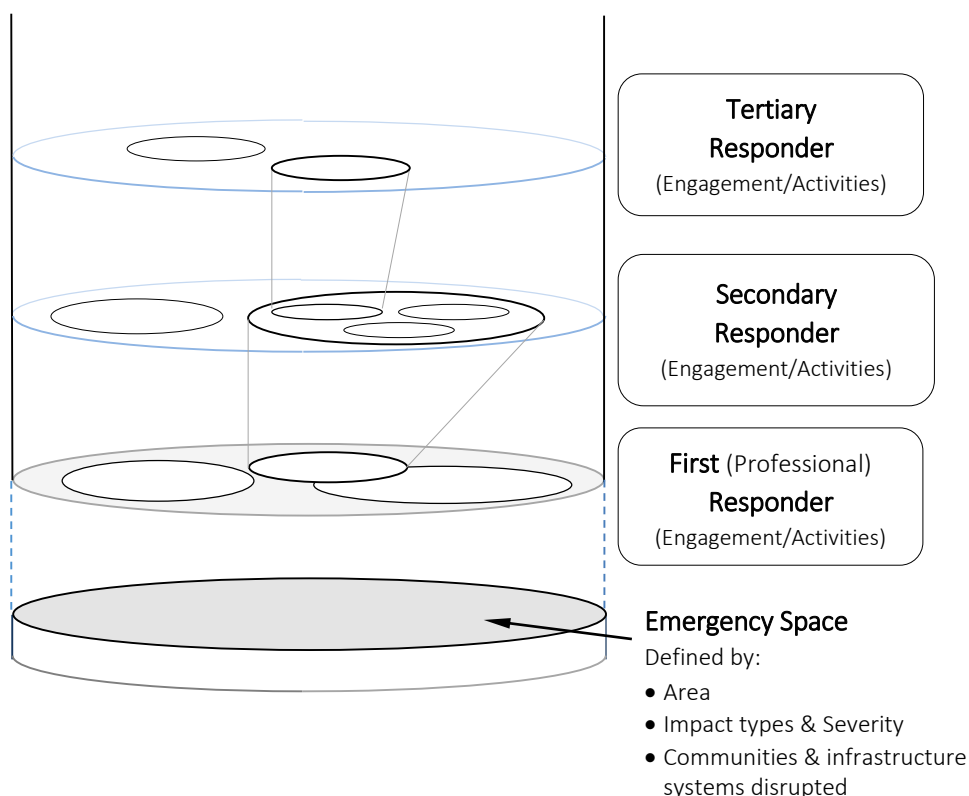 Tertiary
Responder
(Engagement/Activities)
Secondary
Responder
(Engagement/Activities)
First (Professional)
Responder
(Engagement/Activities)
Emergency Space
Defined by:
• Area
• Impact types & Severity
• Communities & infrastructure
systems disrupted